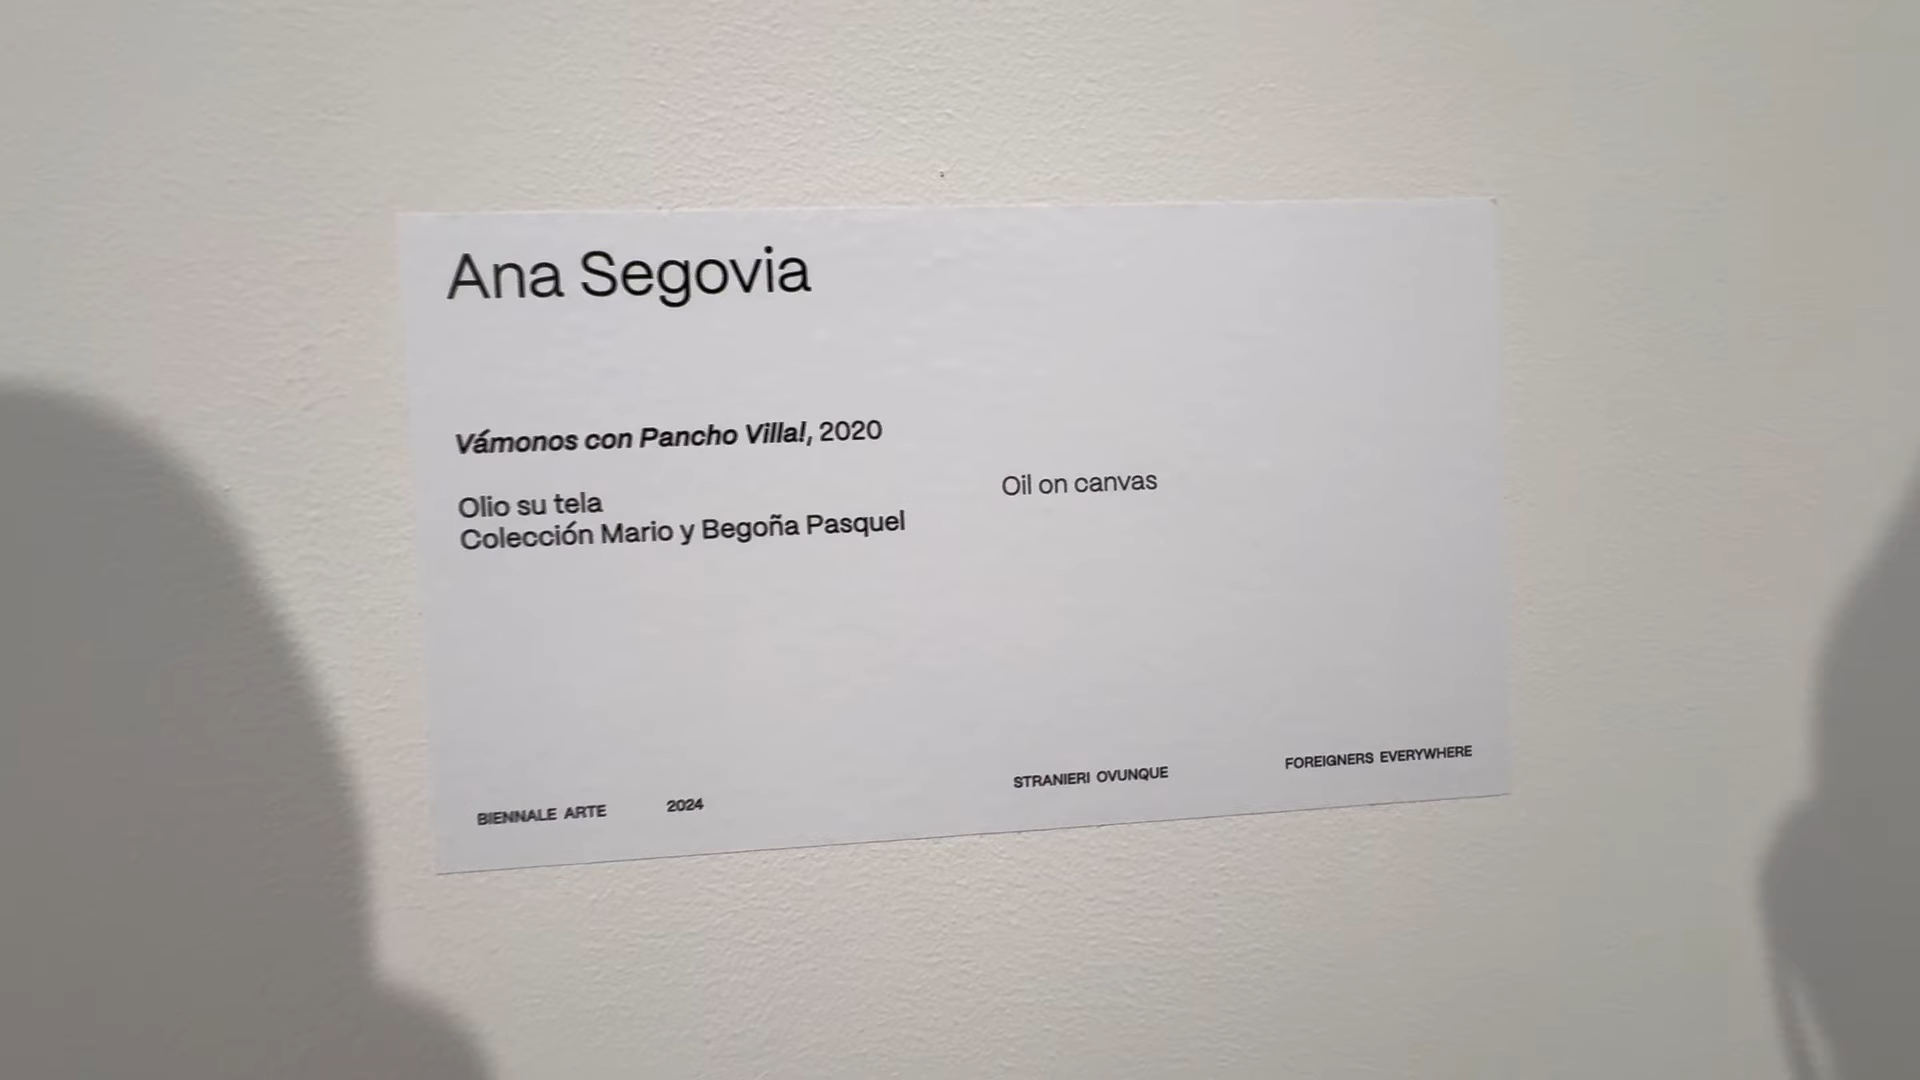 Ana Segovia
Vámonos con Pancho Villa!, 2020
Olio su tela
Colección Mario y Begoña Pasquel
Oil on canvas
BIENNALE ARTE 2024 STRANIERI OVUNQUE FOREIGNERS EVERYWHERE